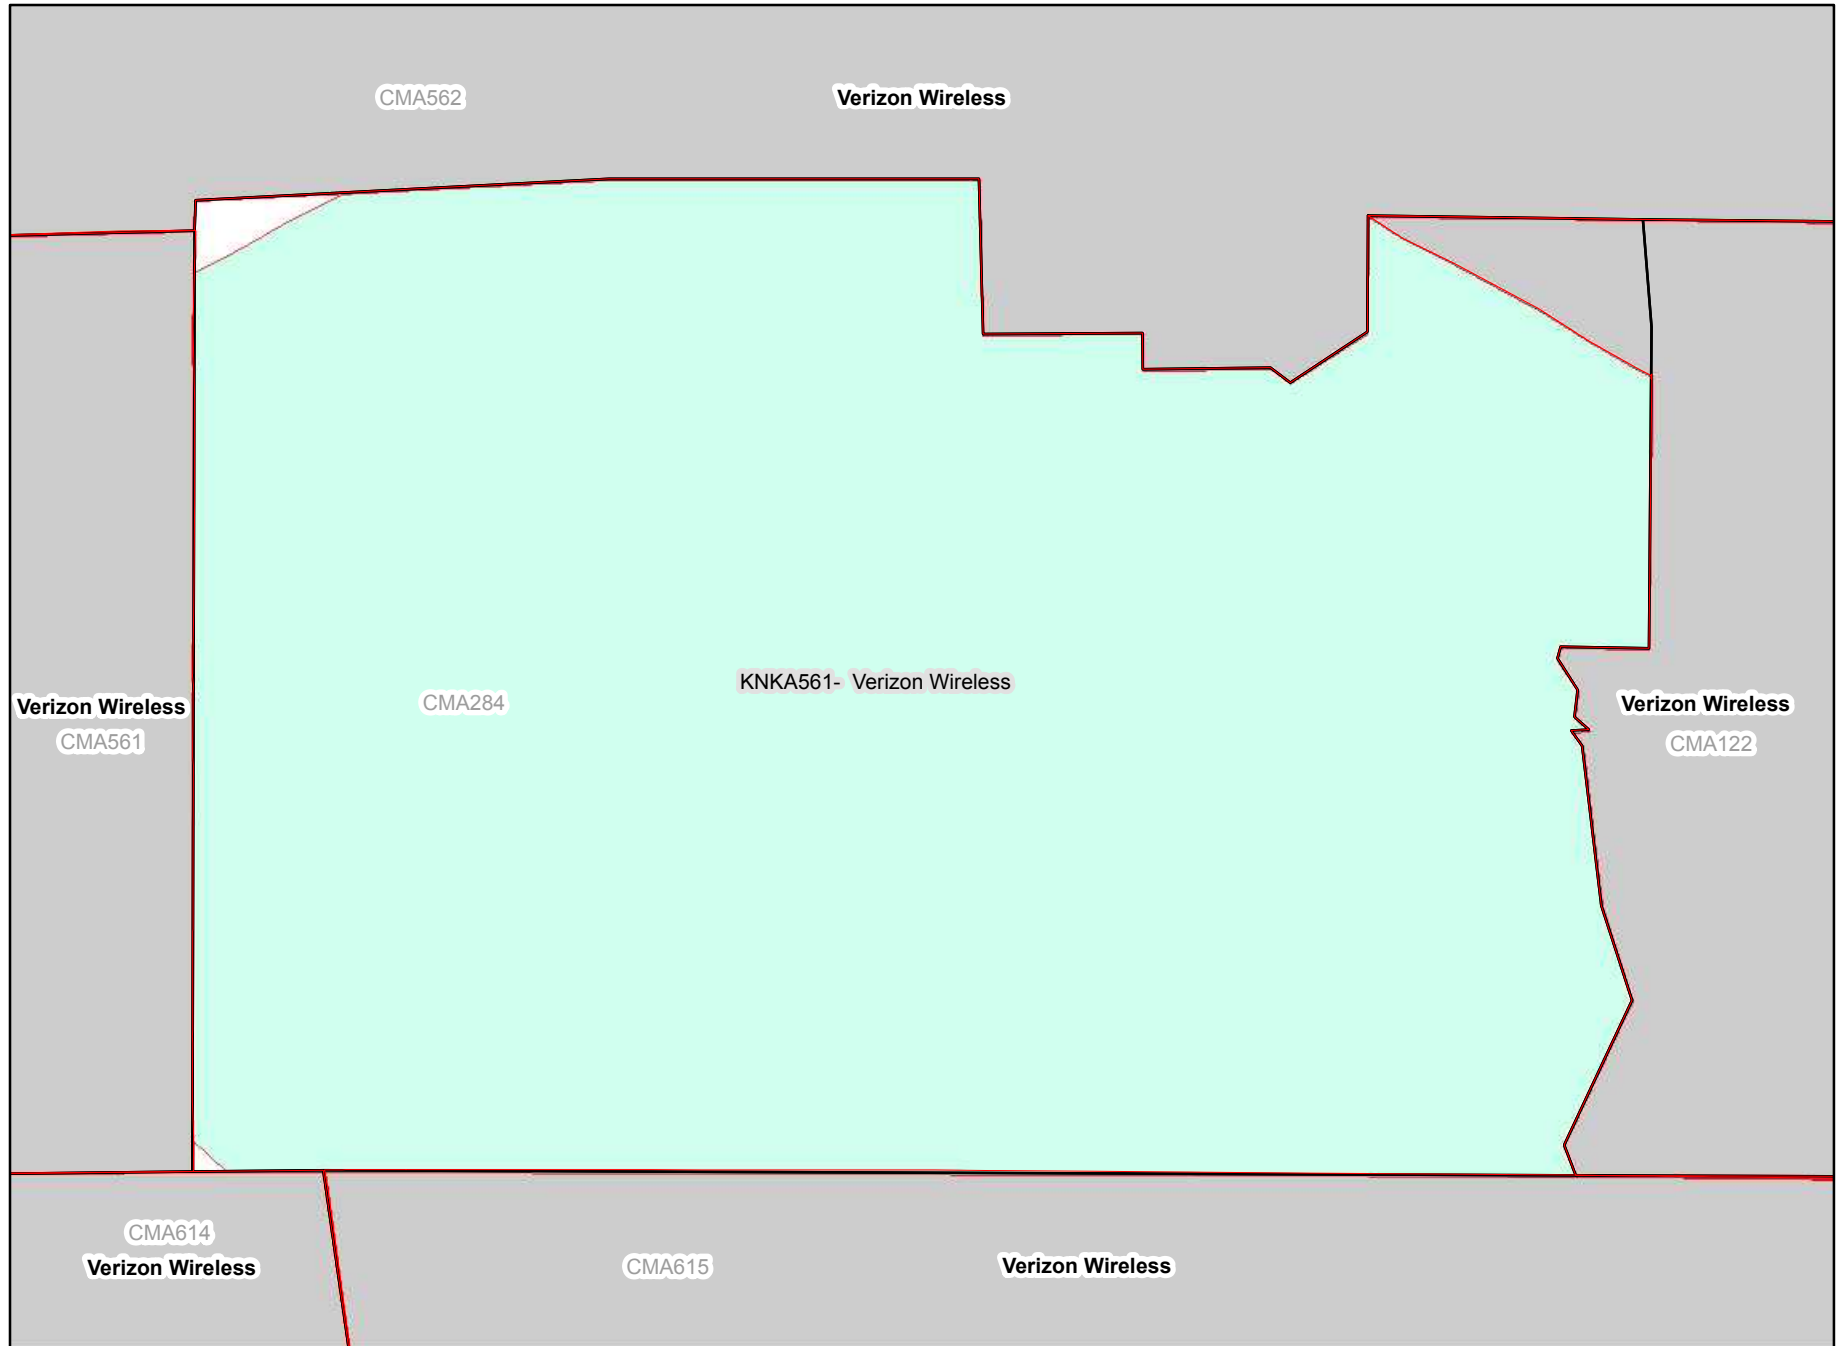 CMA562
Verizon Wireless
KNKA561- Verizon Wireless
CMA284
Verizon Wireless
CMA561
Verizon Wireless
CMA122
CMA614
Verizon Wireless
CMA615
Verizon Wireless